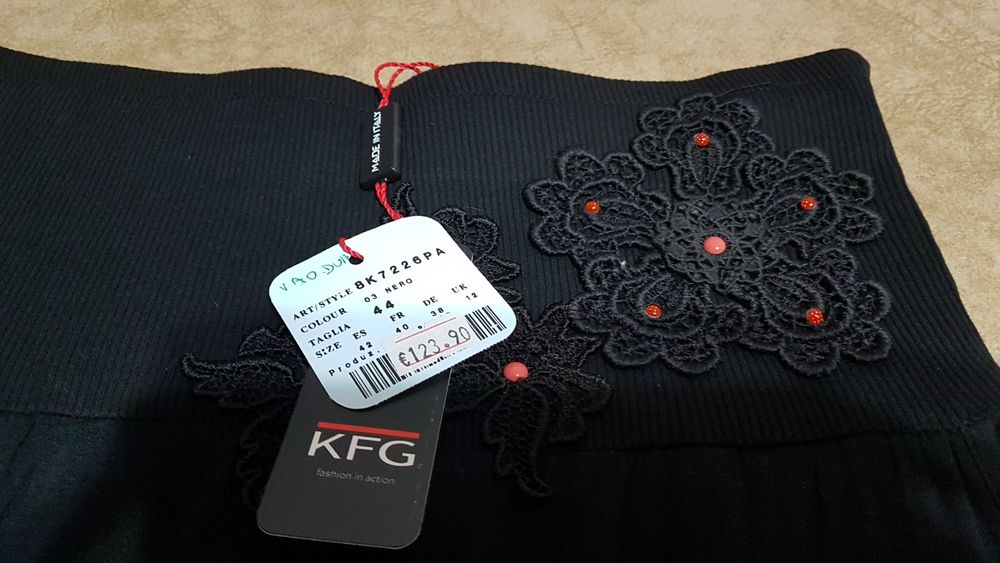 MADE IN ITALY
ART/STYLE 8K7226PA
COLOUR 03 NERO
TAGLIA 44
SIZE ES FR DE UK
42 40 38 12
Produz.
€123.90
KFG
fashion in action